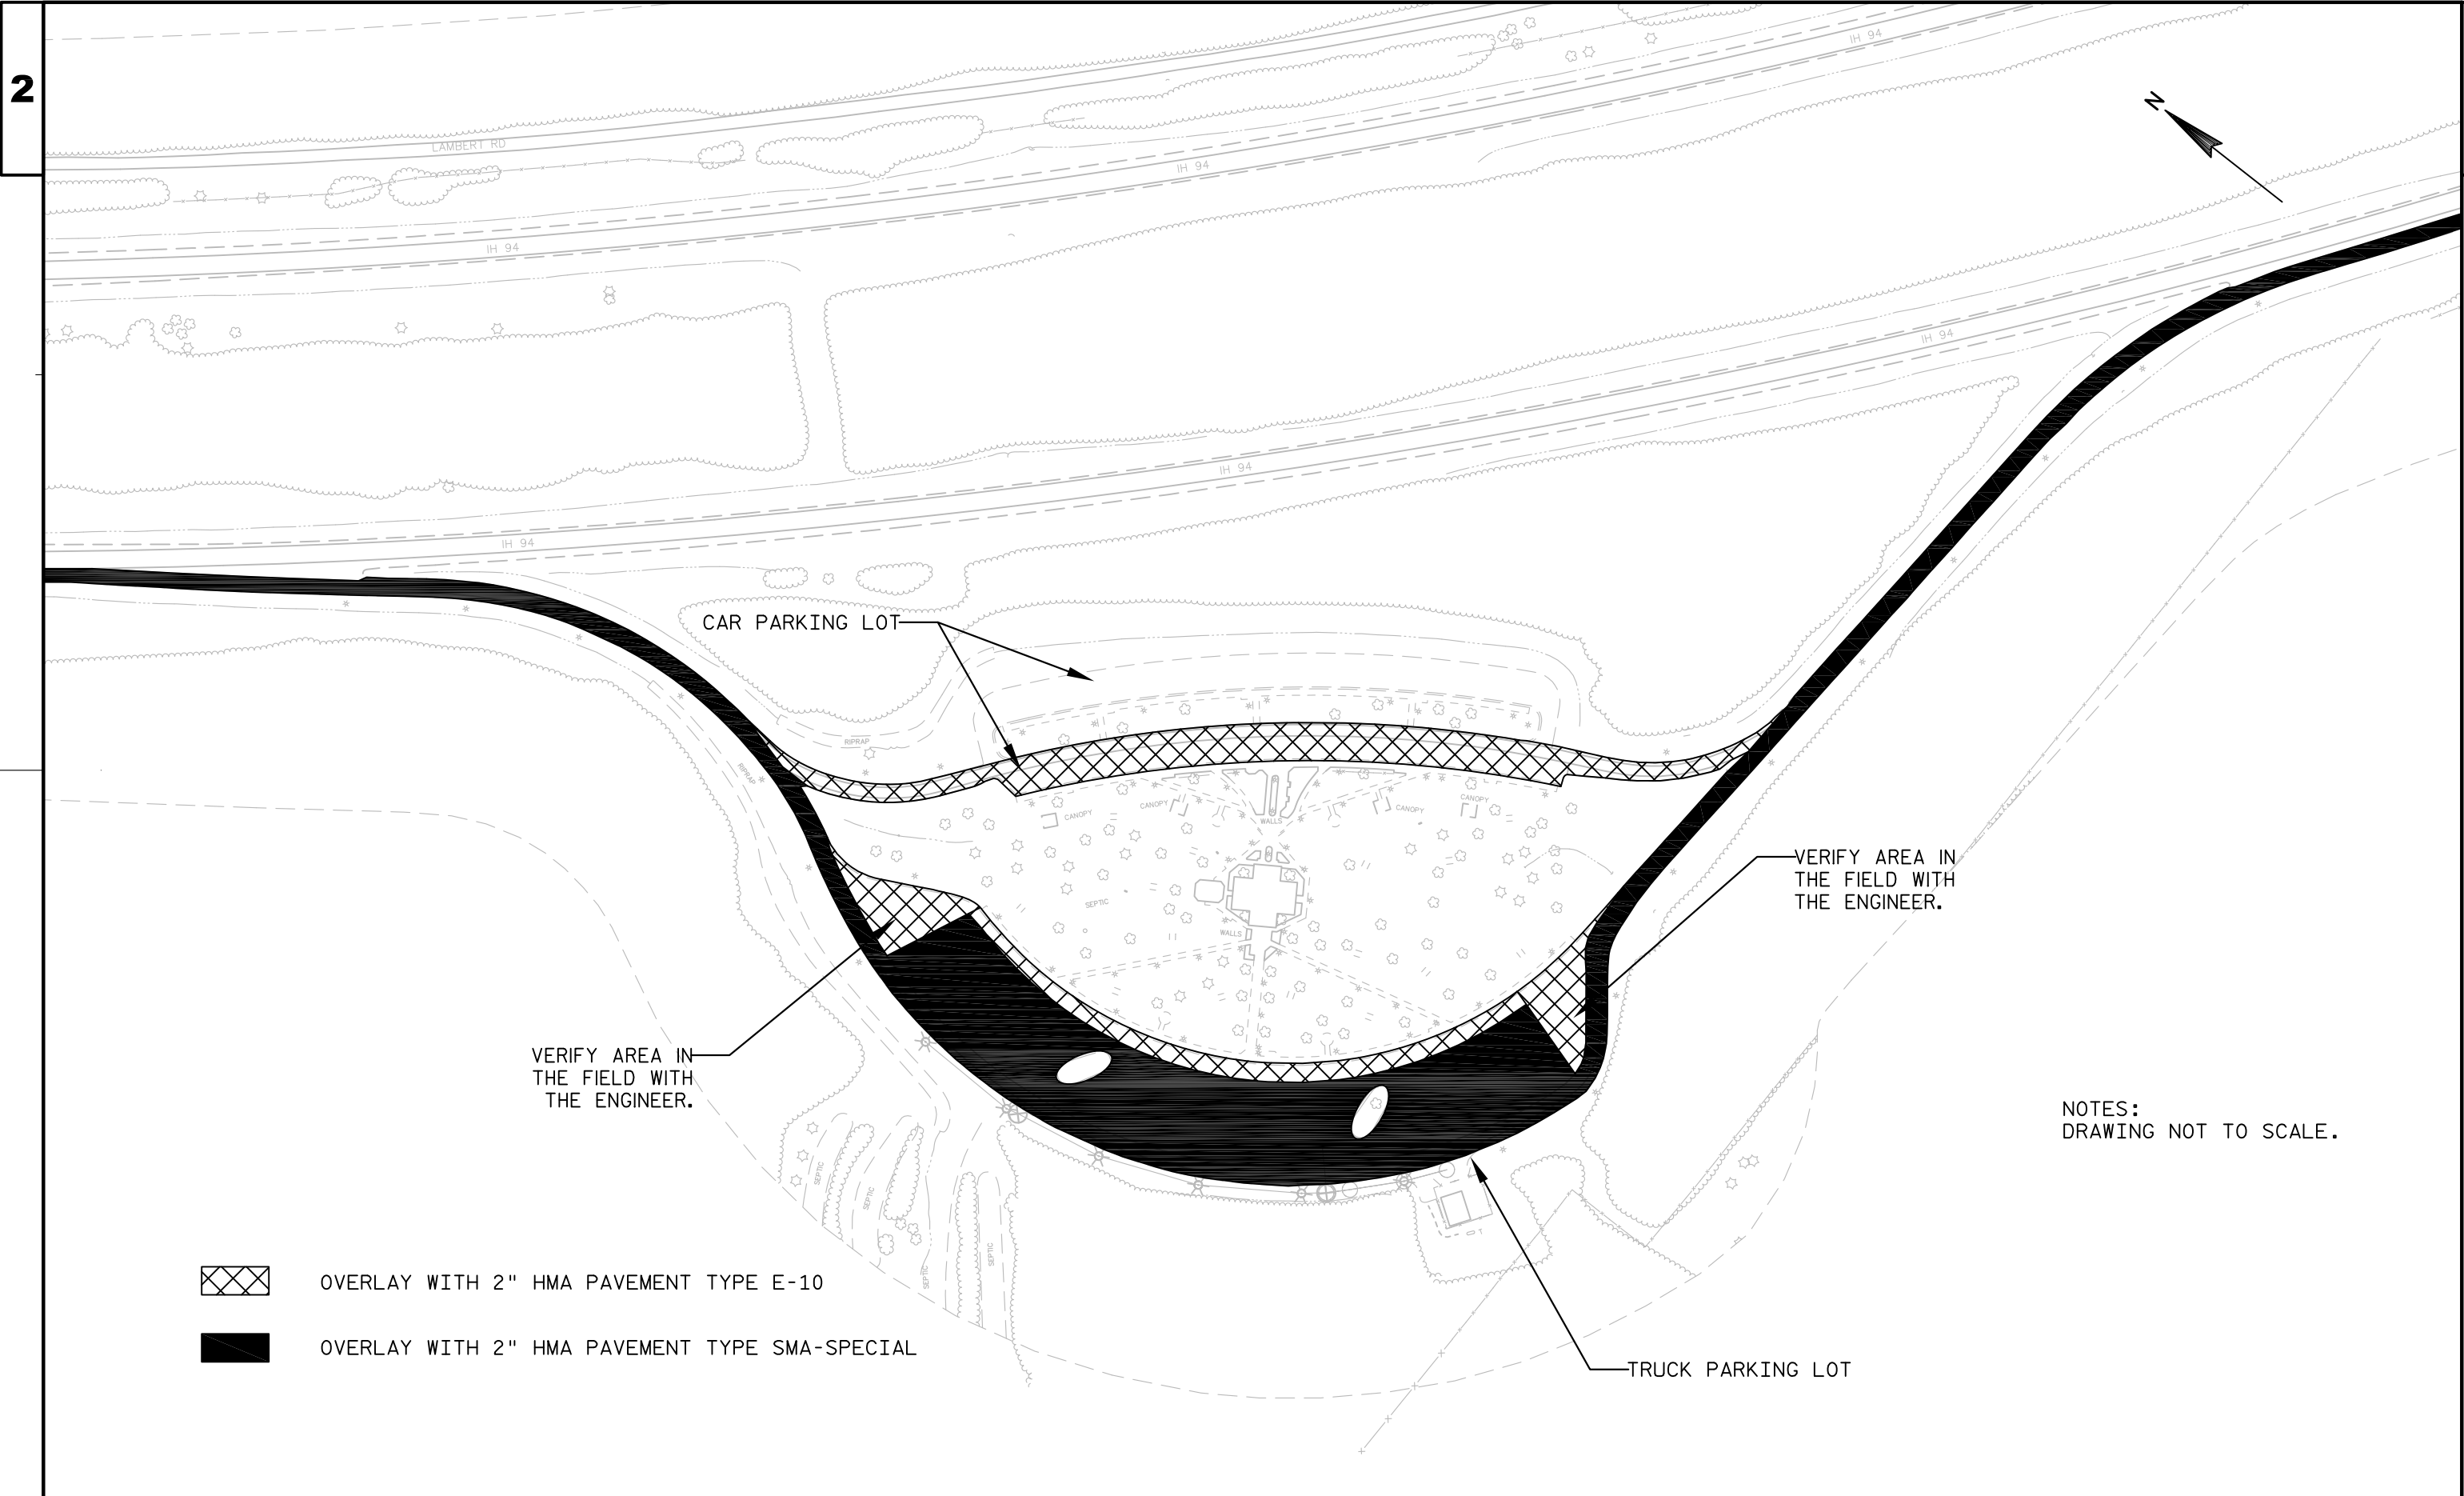 2
N
IH 94
LAMBERT RD
IH 94
IH 94
IH 94
IH 94
IH 94
CAR PARKING LOT
RIPRAP
RIPRAP
CANOPY
CANOPY
CANOPY
CANOPY
WALLS
SEPTIC
WALLS
VERIFY AREA IN
THE FIELD WITH
THE ENGINEER.
VERIFY AREA IN
THE FIELD WITH
THE ENGINEER.
NOTES:
DRAWING NOT TO SCALE.
SEPTIC
SEPTIC
SEPTIC
SEPTIC
T
OVERLAY WITH 2" HMA PAVEMENT TYPE E-10
OVERLAY WITH 2" HMA PAVEMENT TYPE SMA-SPECIAL
TRUCK PARKING LOT